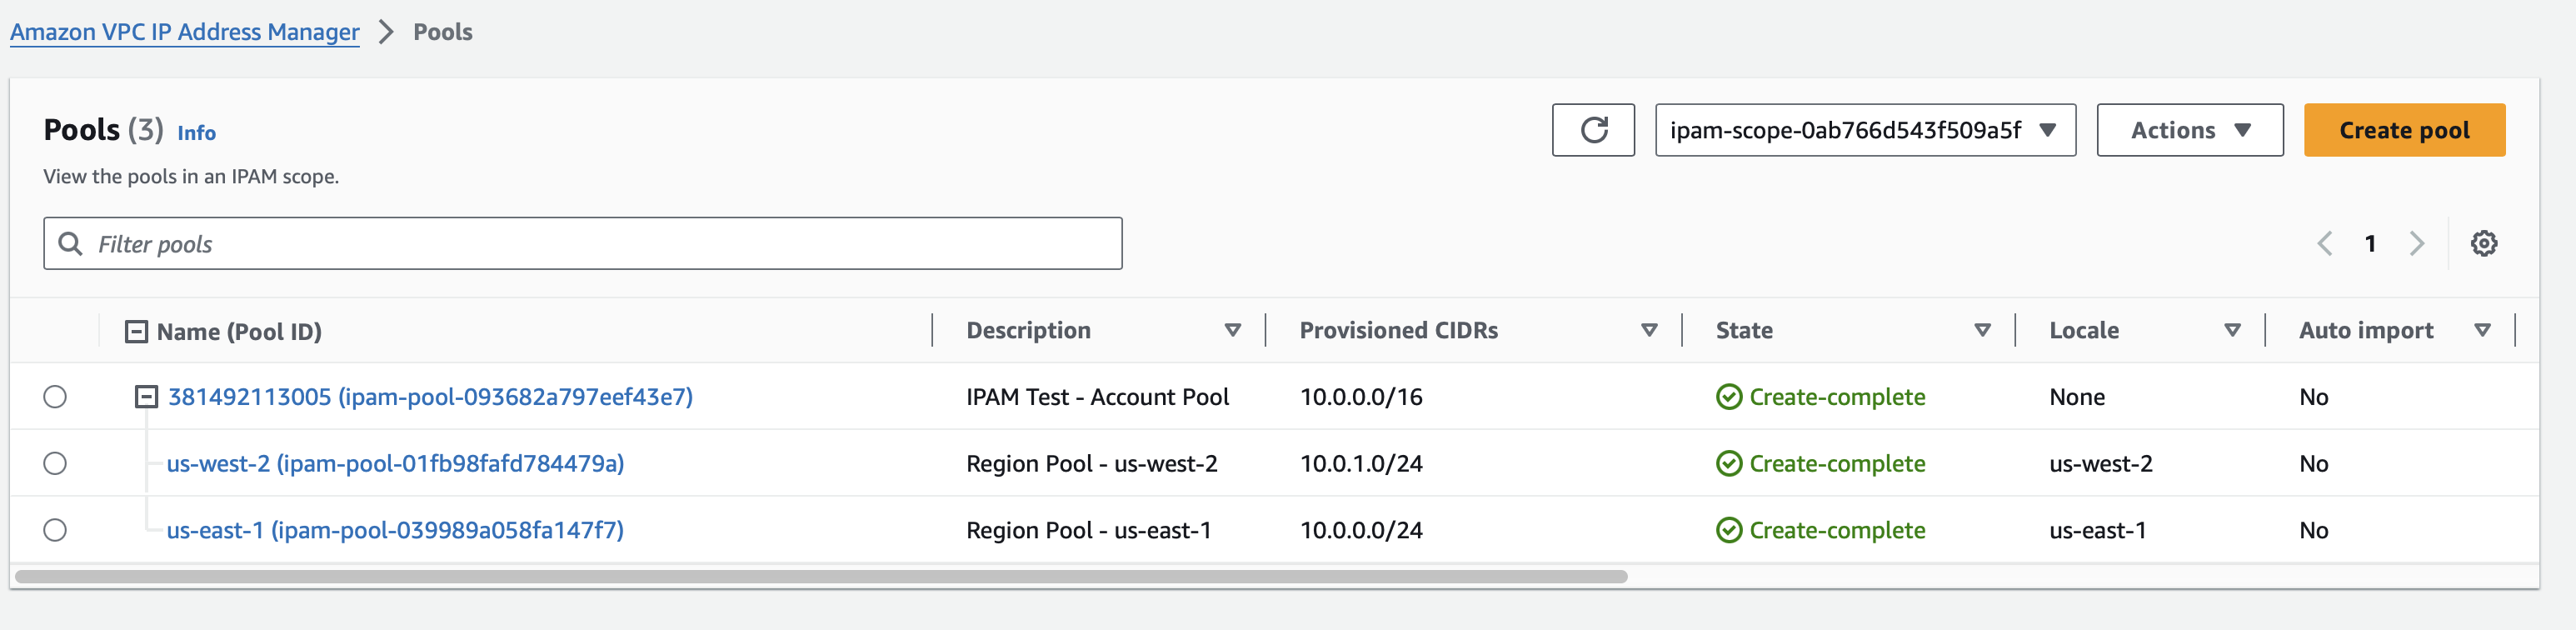 Amazon VPC IP Address Manager > Pools
Pools (3) Info
ipam-scope-0ab766d543f509a5f
Actions
Create pool
View the pools in an IPAM scope.
Filter pools
1
Name (Pool ID) Description Provisioned CIDRs State Locale Auto import
381492113005 (ipam-pool-093682a797eef43e7) IPAM Test - Account Pool 10.0.0.0/16 Create-complete None No
us-west-2 (ipam-pool-01fb98fafd784479a) Region Pool - us-west-2 10.0.1.0/24 Create-complete us-west-2 No
us-east-1 (ipam-pool-039989a058fa147f7) Region Pool - us-east-1 10.0.0.0/24 Create-complete us-east-1 No